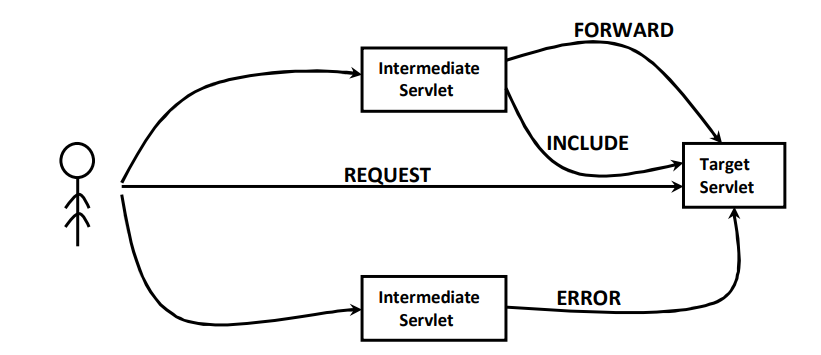 FORWARD
Intermediate
Servlet
INCLUDE
Target
Servlet
REQUEST
Intermediate
Servlet
ERROR